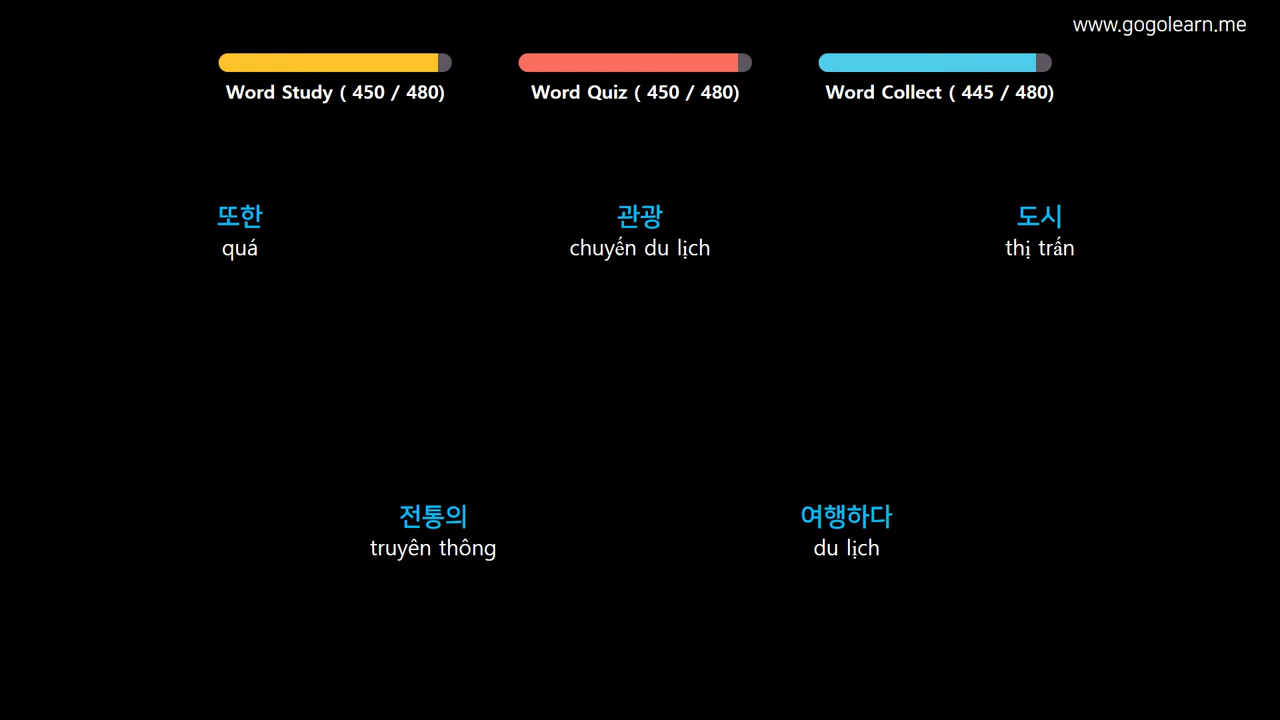 www.gogolearn.me
Word Study ( 450 / 480)
Word Quiz ( 450 / 480)
Word Collect ( 445 / 480)
또한
quá
관광
chuyến du lịch
도시
thị trấn
전통의
truyên thông
여행하다
du lịch